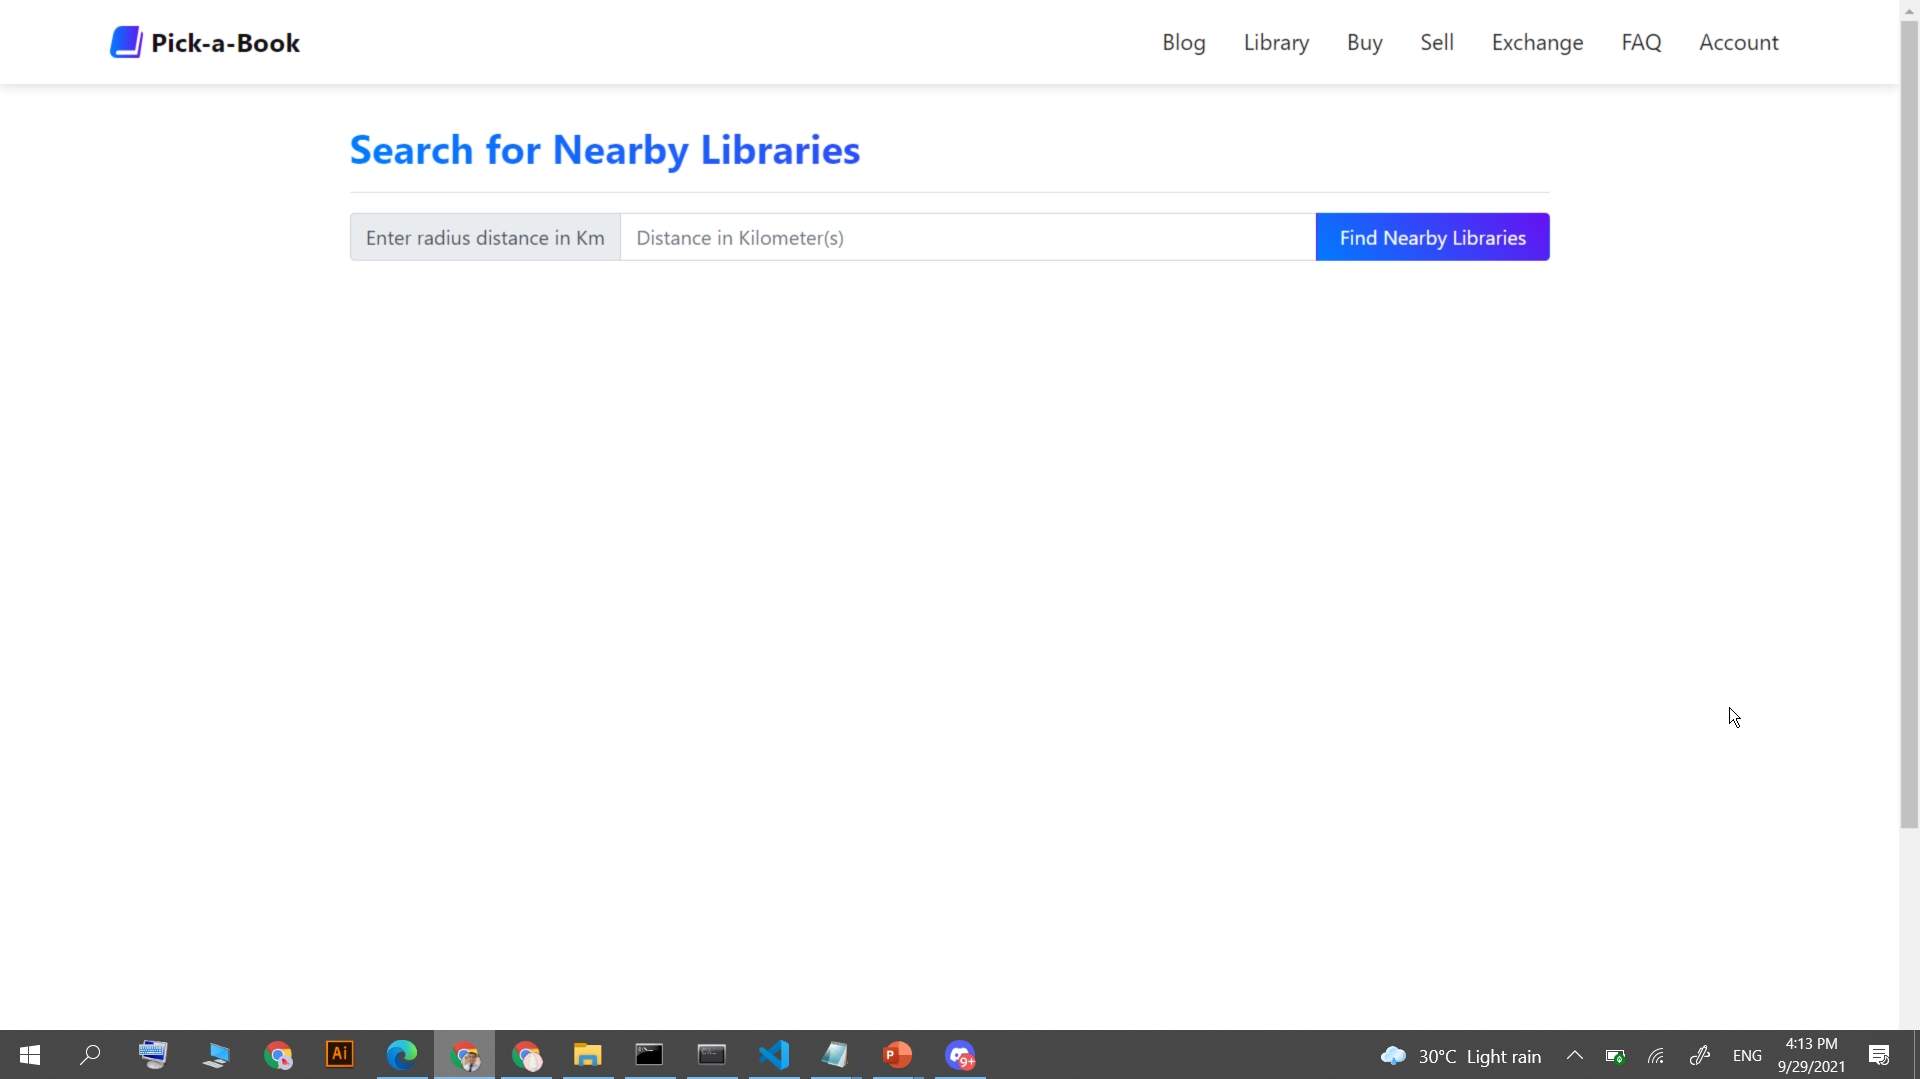 Pick-a-Book
Blog Library Buy Sell Exchange FAQ Account
Search for Nearby Libraries
Enter radius distance in Km Distance in Kilometer(s) Find Nearby Libraries
Ai
P
9+
30°C Light rain
ENG
4:13 PM
9/29/2021